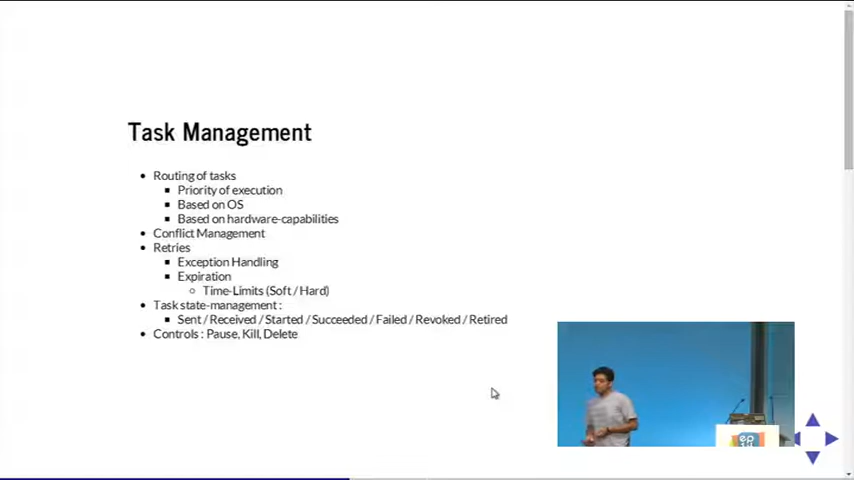 Task Management
Routing of tasks
Priority of execution
Based on OS
Based on hardware-capabilities
Conflict Management
Retries
Exception Handling
Expiration
Time-Limits (Soft / Hard)
Task state-management :
Sent / Received / Started / Succeeded / Failed / Revoked / Retired
Controls : Pause, Kill, Delete